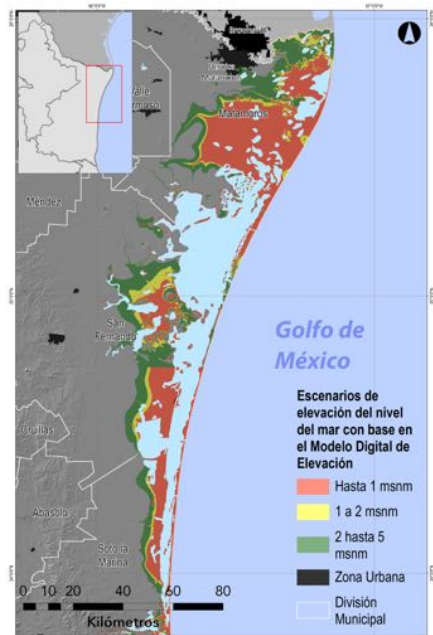 Valle
Hermoso
Matamoros
Méndez
San
Fernando
Golfo de
México
Cruillas
Abasolo
Soto la
Marina
Escenarios de
elevación del nivel
del mar con base en
el Modelo Digital de
Elevación
Hasta 1 msnm
1 a 2 msnm
2 hasta 5
msnm
Zona Urbana
División
Municipal
0 20 40 60 80
Kilómetros